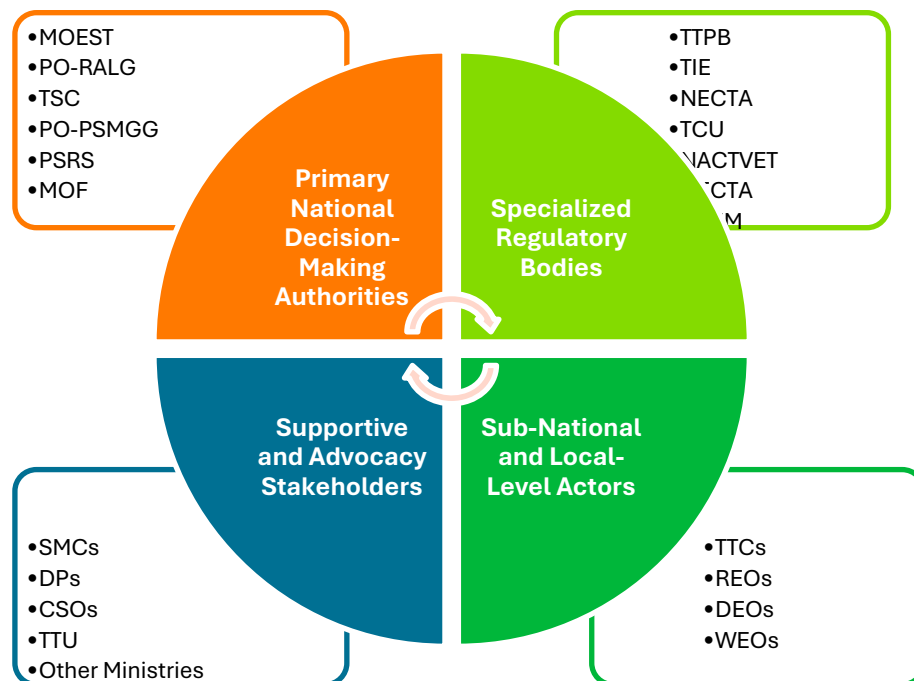 •MOEST
•PO-RALG
•TSC
•PO-PSMGG
•PSRS
•MOF
•TTPB
•TIE
•NECTA
•TCU
Primary
National
Decision-
Making
Authorities
Specialized
Regulatory
Bodies
Supportive
and Advocacy
Stakeholders
Sub-National
and Local-
Level Actors
•SMCs
•DPs
•CSOs
•TTU
•Other Ministries
•TTCs
•REOs
•DEOs
•WEOs